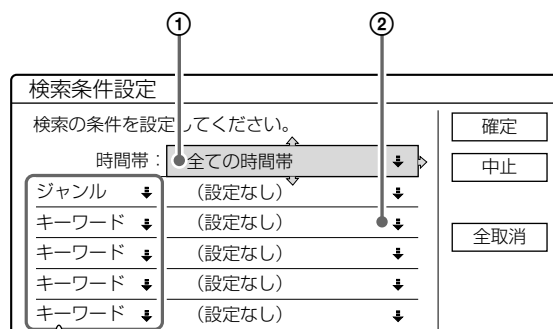 ① ②
検索条件設定
検索の条件を設定してください。
確定
時間帯：全ての時間帯
中止
ジャンル （設定なし）
キーワード （設定なし）
全取消
キーワード （設定なし）
キーワード （設定なし）
キーワード （設定なし）